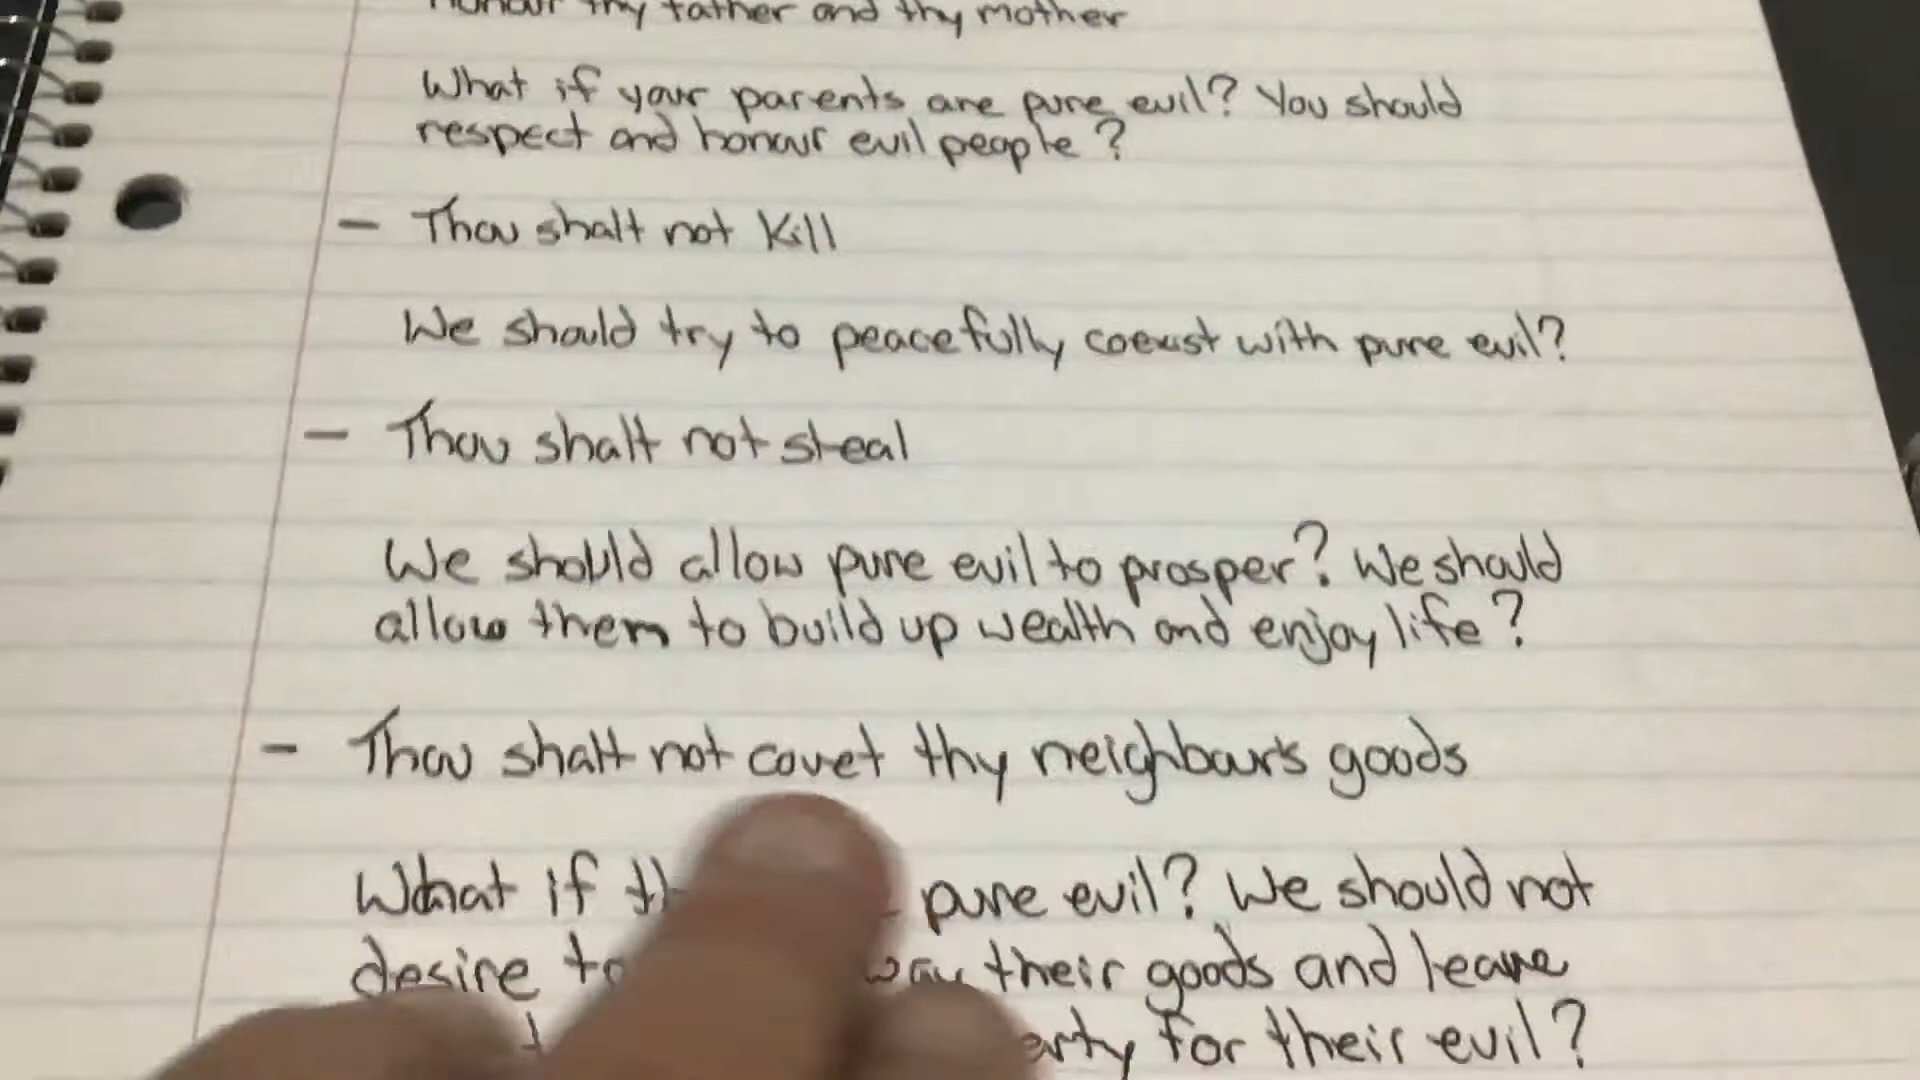 Honour thy father and thy mother
What if your parents are pure evil? You should
respect and honour evil people?
- Thou shalt not kill
We should try to peacefully coexist with pure evil?
- Thou shalt not steal
We should allow pure evil to prosper? We should
allow them to build up wealth and enjoy life?
- Thou shalt not covet thy neighbour's goods
What if pure evil? We should not
desire their goods and leave
for their evil?